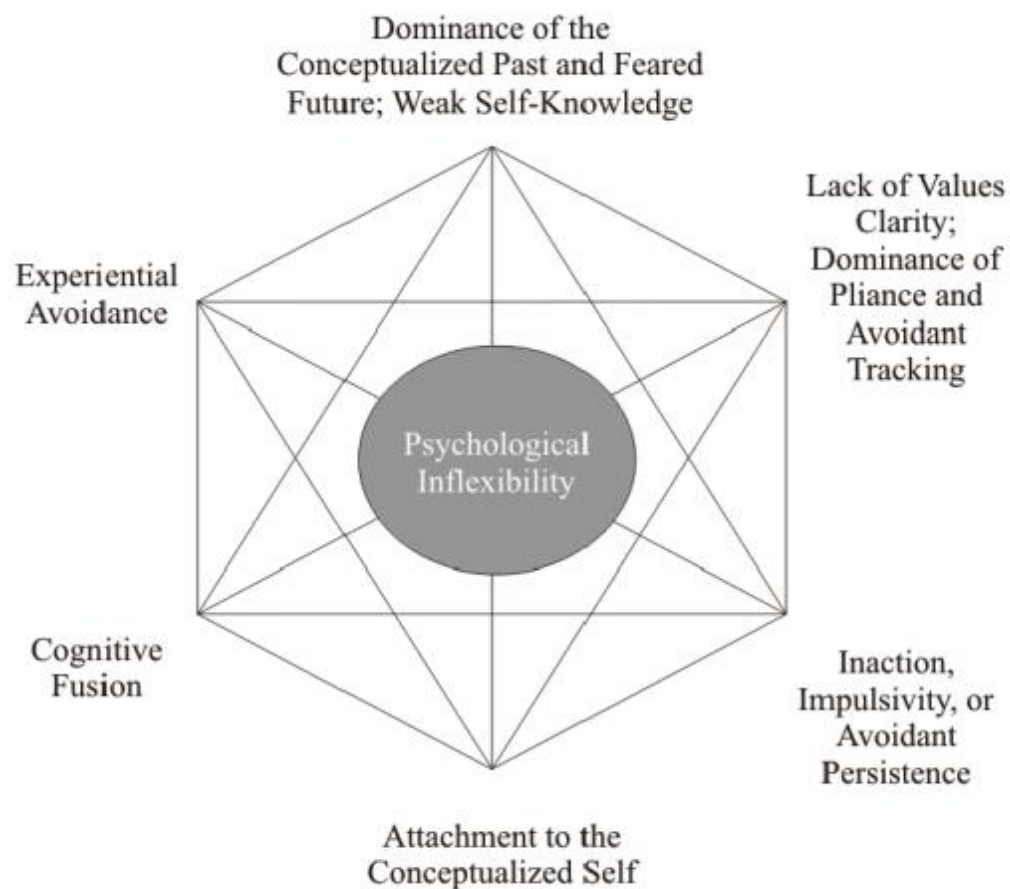 Dominance of the
Conceptualized Past and Feared
Future; Weak Self-Knowledge
Lack of Values
Clarity;
Dominance of
Pliance and
Avoidant
Tracking
Experiential
Avoidance
Psychological
Inflexibility
Cognitive
Fusion
Inaction,
Impulsivity, or
Avoidant
Persistence
Attachment to the
Conceptualized Self